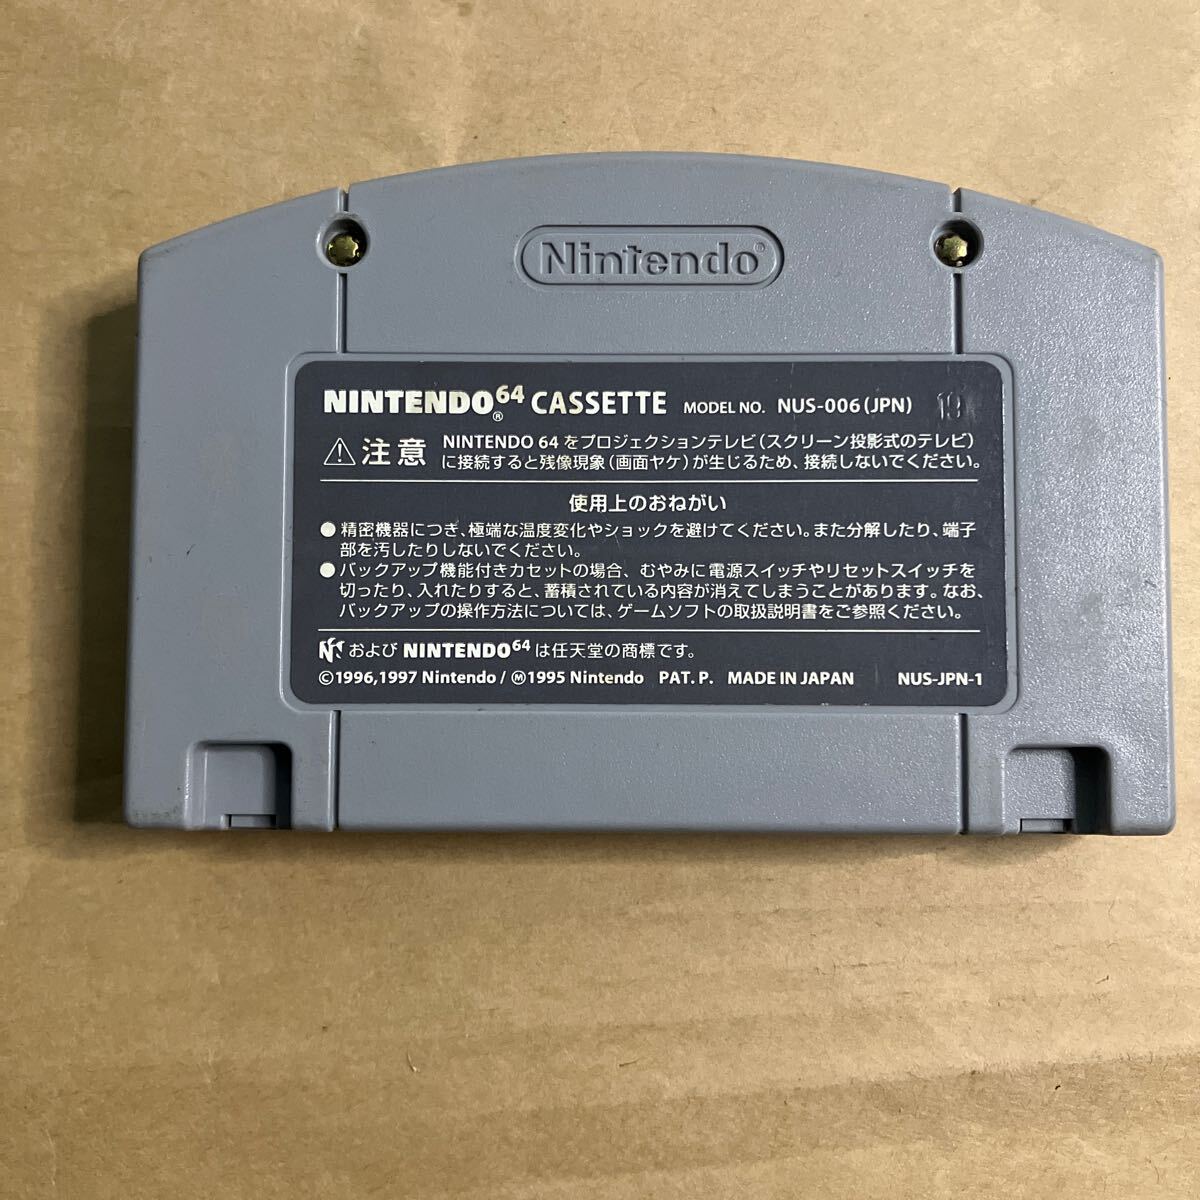 Nintendo®
NINTENDO®64 CASSETTE MODEL NO. NUS-006 (JPN) 19
⚠注意 NINTENDO 64 をプロジェクションテレビ(スクリーン投影式のテレビ)
に接続すると残像現象(画面ヤケ)が生じるため、接続しないでください。
使用上のおねがい
●精密機器につき、極端な温度変化やショックを避けてください。また分解したり、端子
部を汚したりしないでください。
●バックアップ機能付きカセットの場合、むやみに電源スイッチやリセットスイッチを
切ったり、入れたりすると、蓄積されている内容が消えてしまうことがあります。なお、
バックアップの操作方法については、ゲームソフトの取扱説明書をご参照ください。
および NINTENDO64 は任天堂の商標です。
©1996,1997 Nintendo / Ⓜ1995 Nintendo PAT. P. MADE IN JAPAN NUS-JPN-1